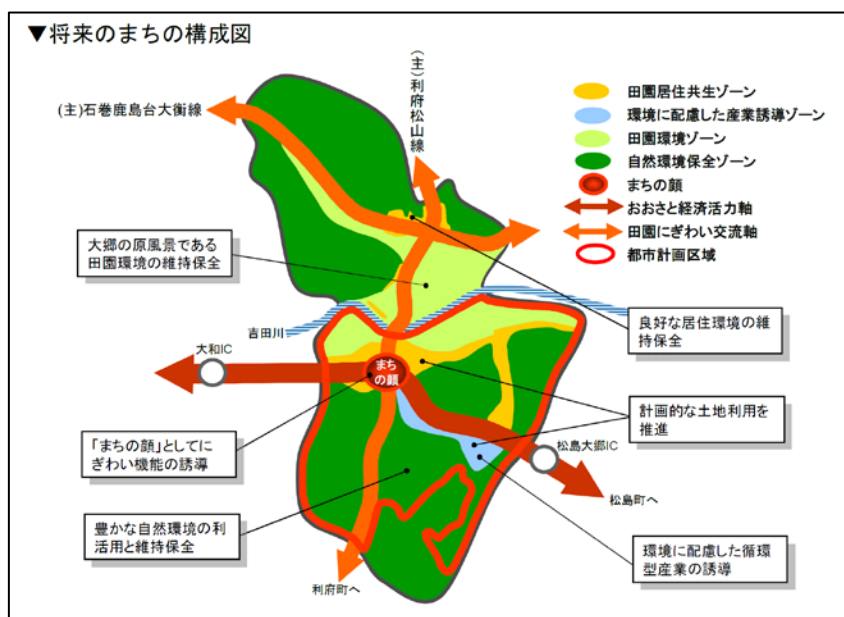 ▼将来のまちの構成図
(主)石巻鹿島台大衡線
(主)利府松山線
田園居住共生ゾーン
環境に配慮した産業誘導ゾーン
田園環境ゾーン
自然環境保全ゾーン
まちの顔
おおさと経済活力軸
田園にぎわい交流軸
都市計画区域
大郷の原風景である
田園環境の維持保全
吉田川
良好な居住環境の維
持保全
大和IC
まち
の顔
計画的な土地利用を
推進
「まちの顔」としてに
ぎわい機能の誘導
松島大郷IC
松島町へ
豊かな自然環境の利
活用と維持保全
環境に配慮した循環
型産業の誘導
利府町へ